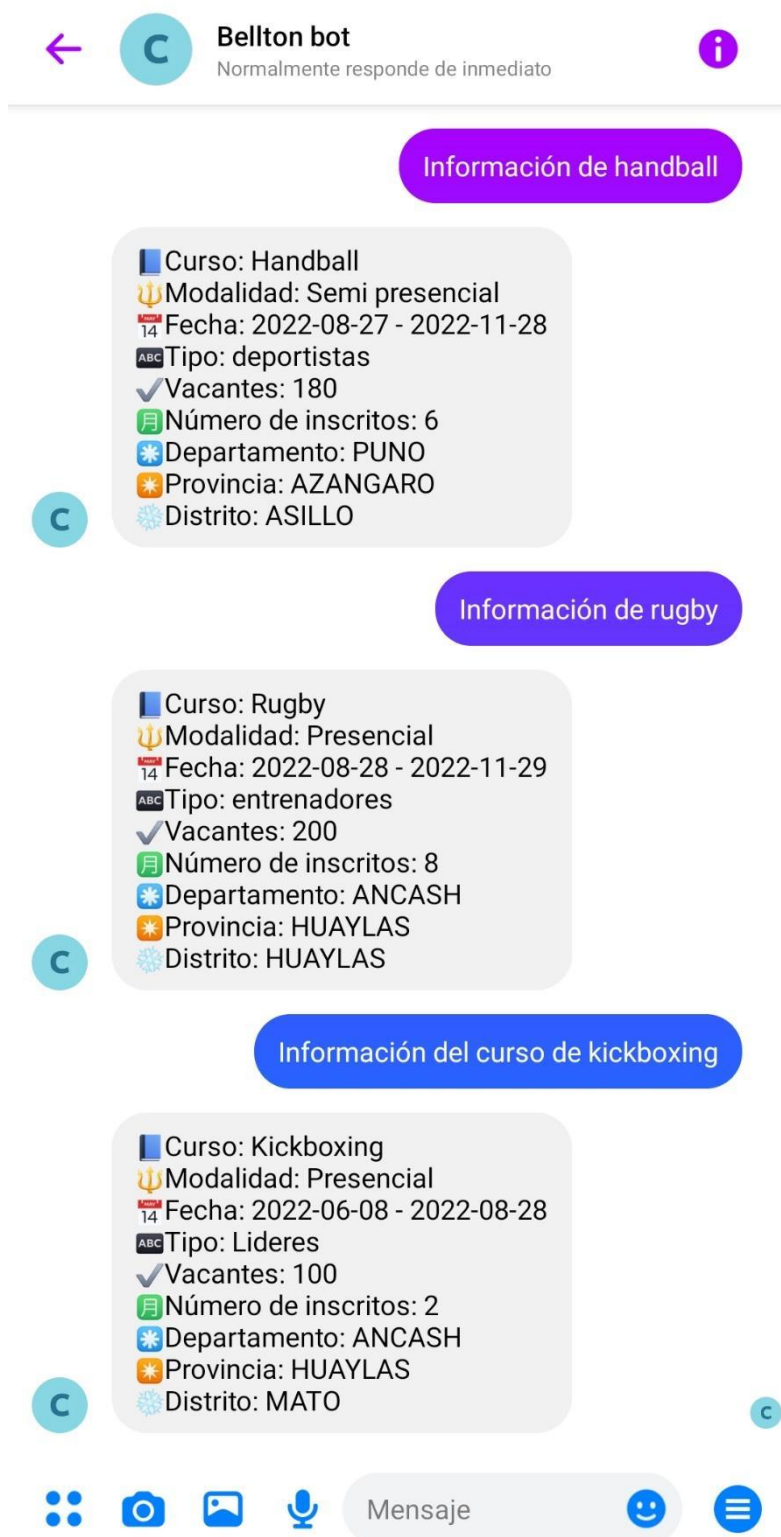 C
Bellton bot
Normalmente responde de inmediato
Información de handball
📘Curso: Handball
🔱Modalidad: Semi presencial
📅Fecha: 2022-08-27 - 2022-11-28
🔤Tipo: deportistas
✔️Vacantes: 180
🈷️Número de inscritos: 6
✳️Departamento: PUNO
✴️Provincia: AZANGARO
❄️Distrito: ASILLO
C
Información de rugby
📘Curso: Rugby
🔱Modalidad: Presencial
📅Fecha: 2022-08-28 - 2022-11-29
🔤Tipo: entrenadores
✔️Vacantes: 200
🈷️Número de inscritos: 8
✳️Departamento: ANCASH
✴️Provincia: HUAYLAS
❄️Distrito: HUAYLAS
C
Información del curso de kickboxing
📘Curso: Kickboxing
🔱Modalidad: Presencial
📅Fecha: 2022-06-08 - 2022-08-28
🔤Tipo: Lideres
✔️Vacantes: 100
🈷️Número de inscritos: 2
✳️Departamento: ANCASH
✴️Provincia: HUAYLAS
❄️Distrito: MATO
C
C
Mensaje